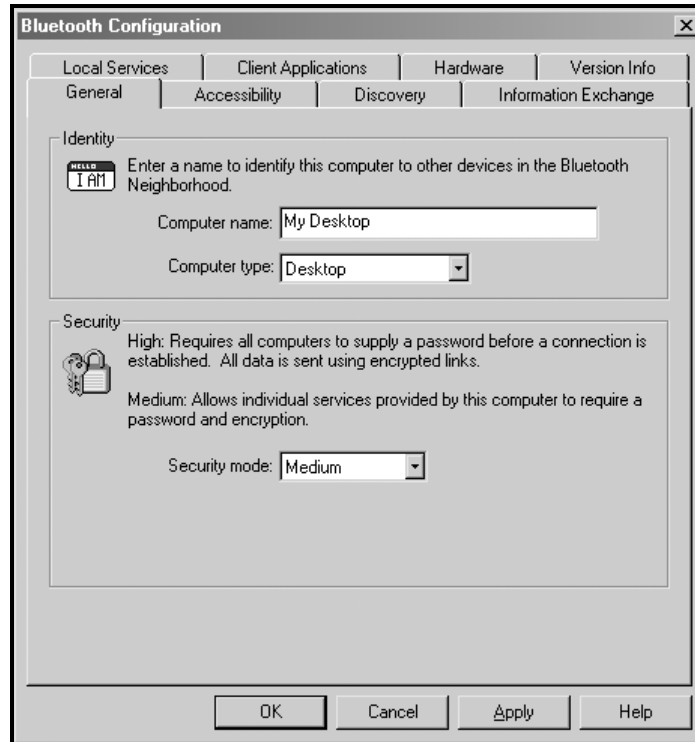 Bluetooth Configuration
Local Services Client Applications Hardware Version Info
General Accessibility Discovery Information Exchange
Identity
HELLO
I AM
Enter a name to identify this computer to other devices in the Bluetooth
Neighborhood.
Computer name: My Desktop
Computer type: Desktop
Security
High: Requires all computers to supply a password before a connection is
established. All data is sent using encrypted links.
Medium: Allows individual services provided by this computer to require a
password and encryption.
Security mode: Medium
OK Cancel Apply Help